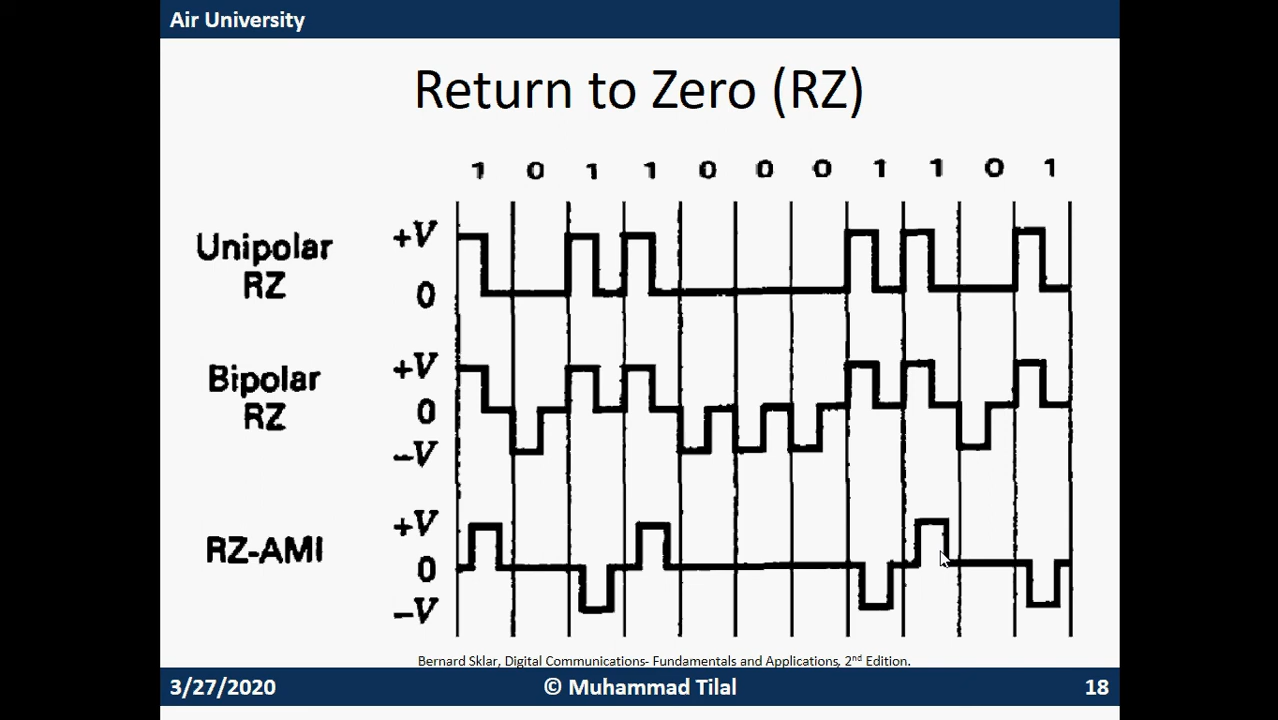 Air University
Return to Zero (RZ)
1 0 1 1 0 0 0 1 1 0 1
Unipolar
RZ
+V
0
Bipolar
RZ
+V
0
−V
RZ-AMI
+V
0
−V
Bernard Sklar, Digital Communications- Fundamentals and Applications, 2nd Edition.
3/27/2020 © Muhammad Tilal 18